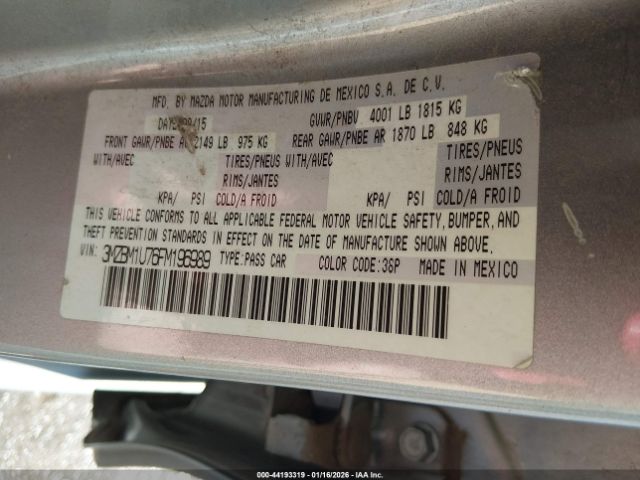 MFD. BY MAZDA MOTOR MANUFACTURING DE MEXICO S.A. DE C.V.
GVWR/PNBV 4001 LB 1815 KG
FRONT GAWR/PNBE 2149 LB 975 KG REAR GAWR/PNBE AR 1870 LB 848 KG
WITH/AVEC TIRES/PNEUS WITH/AVEC TIRES/PNEUS
RIMS/JANTES RIMS/JANTES
KPA/ PSI COLD/A FROID KPA/ PSI COLD/A FROID
THIS VEHICLE CONFORMS TO ALL APPLICABLE FEDERAL MOTOR VEHICLE SAFETY, BUMPER, AND
THEFT PREVENTION STANDARDS IN EFFECT ON THE DATE OF MANUFACTURE SHOWN ABOVE.
VIN: 3MZBM1U76FM196989 TYPE:PASS CAR COLOR CODE:36P MADE IN MEXICO
000-44193319 | 01/16/2026 - IAA Inc.